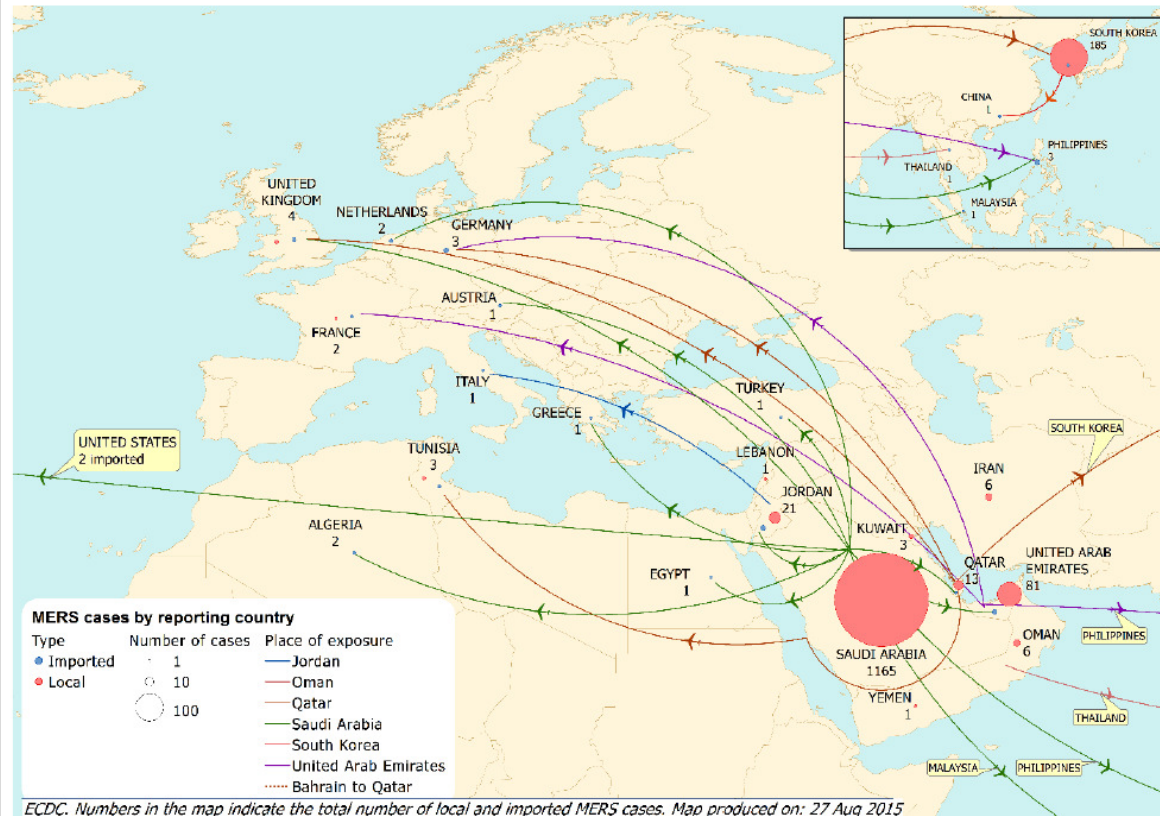 SOUTH KOREA
185
CHINA
1
PHILIPPINES
3
THAILAND
1
MALAYSIA
1
UNITED
KINGDOM
4
NETHERLANDS
2
GERMANY
3
AUSTRIA
1
FRANCE
2
ITALY
1
GREECE
1
TURKEY
1
UNITED STATES
2 imported
TUNISIA
3
LEBANON
1
JORDAN
21
IRAN
6
SOUTH KOREA
ALGERIA
2
KUWAIT
3
EGYPT
1
QATAR
13
UNITED ARAB
EMIRATES
81
PHILIPPINES
OMAN
6
SAUDI ARABIA
1165
YEMEN
1
THAILAND
MALAYSIA
PHILIPPINES
MERS cases by reporting country
Type
Imported
Local
Number of cases
1
10
100
Place of exposure
Jordan
Oman
Qatar
Saudi Arabia
South Korea
United Arab Emirates
Bahrain to Qatar
ECDC. Numbers in the map indicate the total number of local and imported MERS cases. Map produced on: 27 Aug 2015